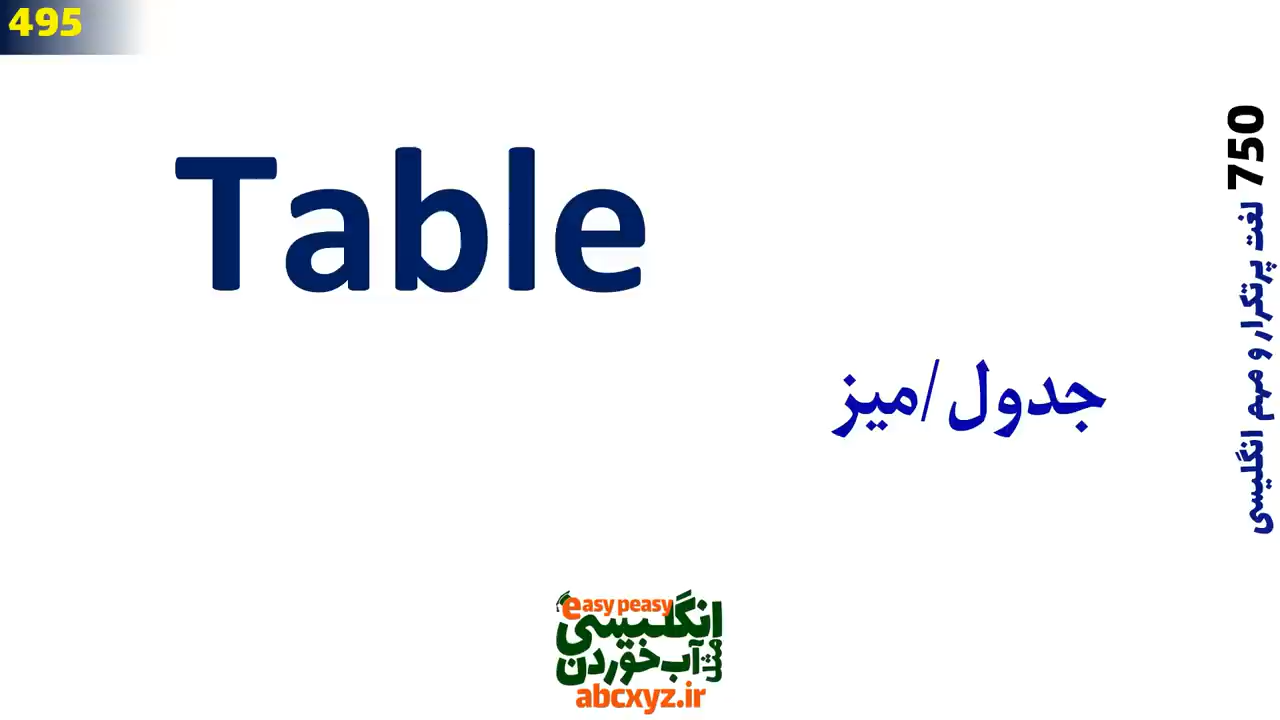 495
Table
جدول/میز
750 لغت پرتکرار و مهم انگلیسی
easy peasy
انگلیسی
مثل آب خوردن
abcxyz.ir